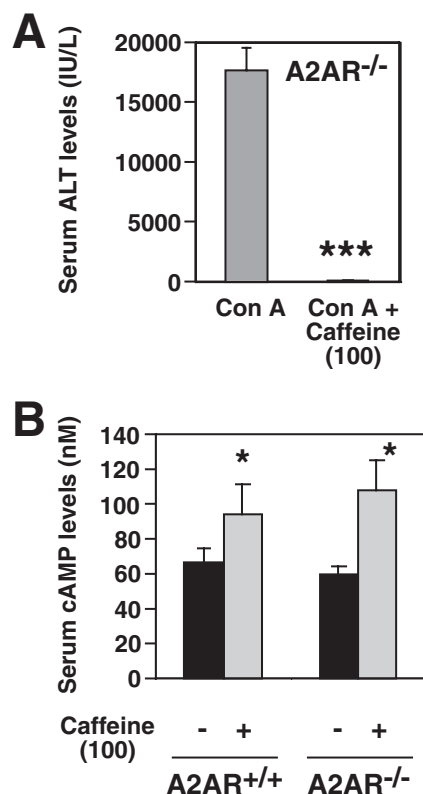 A
Serum ALT levels (IU/L)
20000
15000
10000
5000
0
A2AR-/-
***
Con A
Con A +
Caffeine
(100)
B
Serum cAMP levels (nM)
140
120
100
80
60
40
20
0
*
*
Caffeine
(100)
- + - +
A2AR+/+ A2AR-/-